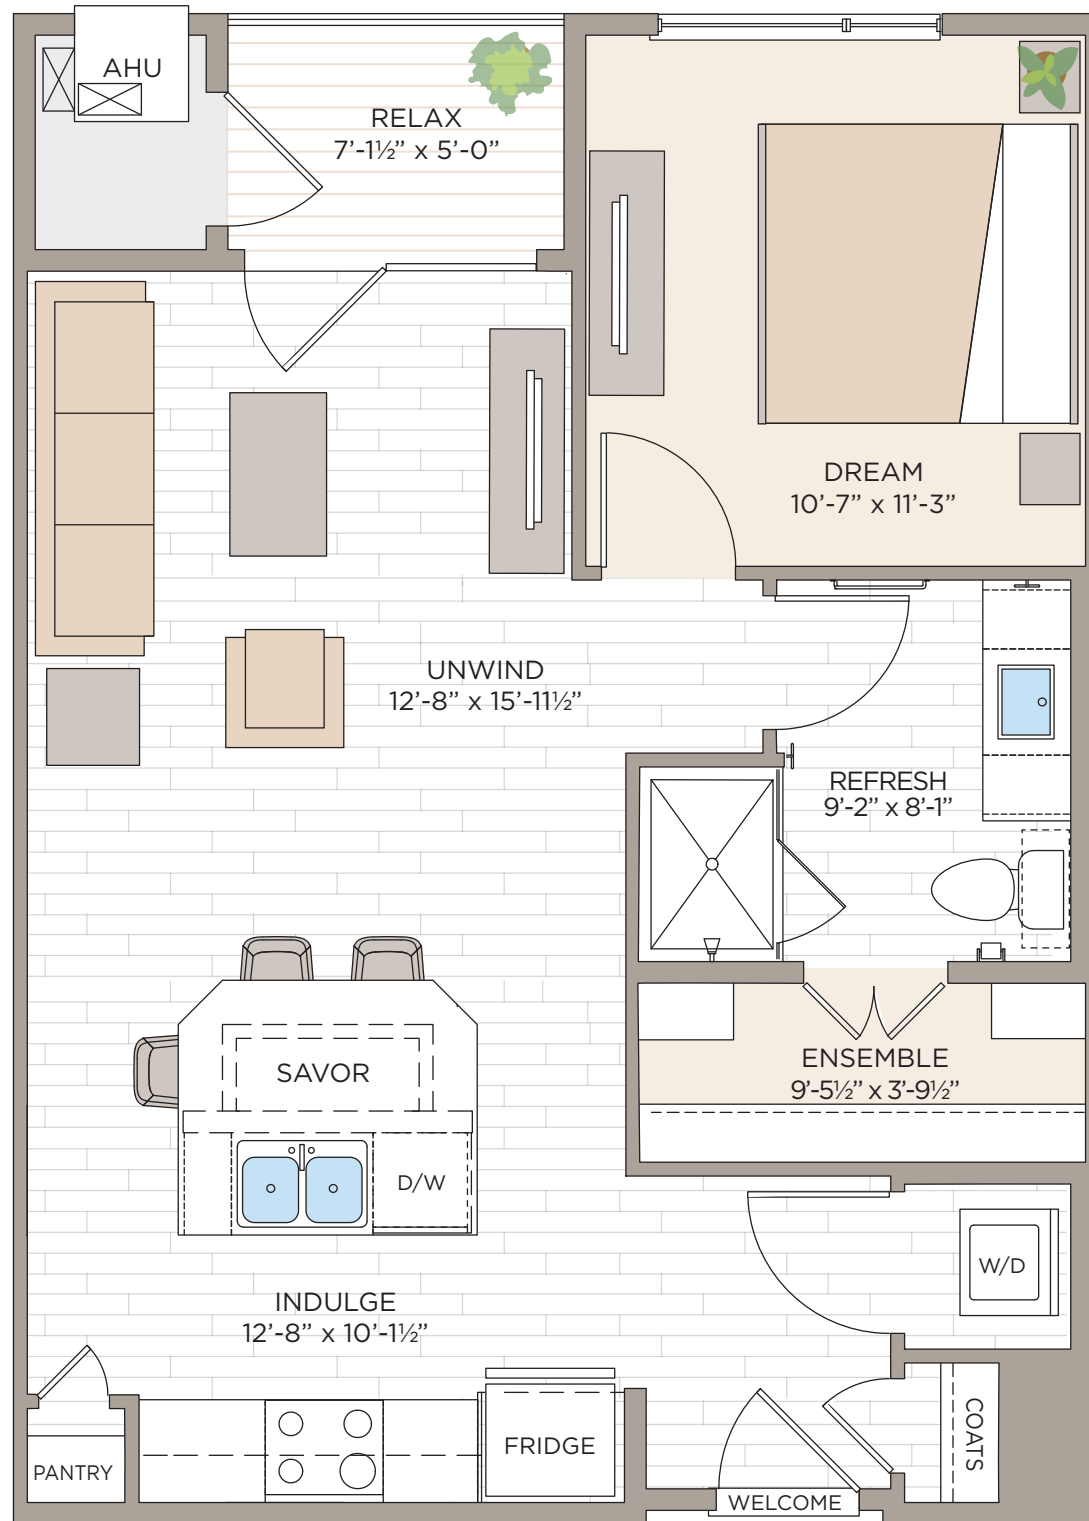 AHU
RELAX
7’-1½” x 5’-0”
DREAM
10’-7” x 11’-3”
UNWIND
12’-8” x 15’-11½”
REFRESH
9’-2” x 8’-1”
ENSEMBLE
9’-5½” x 3’-9½”
SAVOR
D/W
W/D
INDULGE
12’-8” x 10’-1½”
COATS
FRIDGE
PANTRY
WELCOME